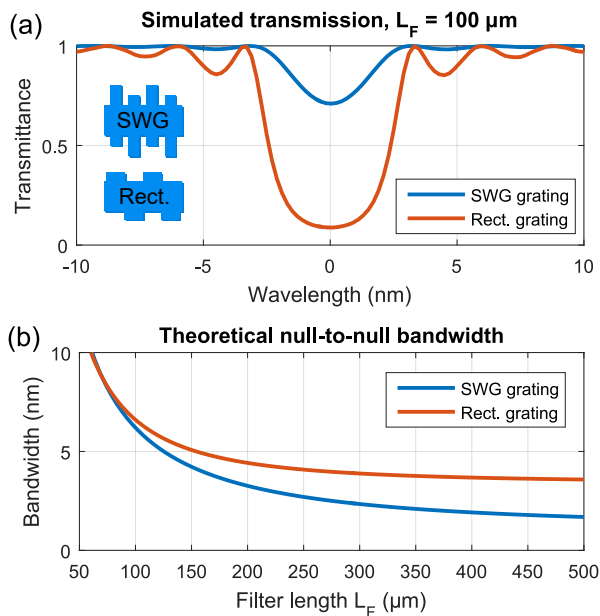 (a)
Simulated transmission, L_F = 100 μm
1
0.5
0
Transmittance
SWG
Rect.
SWG grating
Rect. grating
-10
-5
0
5
10
Wavelength (nm)
(b)
Theoretical null-to-null bandwidth
10
5
0
Bandwidth (nm)
SWG grating
Rect. grating
50
100
150
200
250
300
350
400
450
500
Filter length L_F (μm)